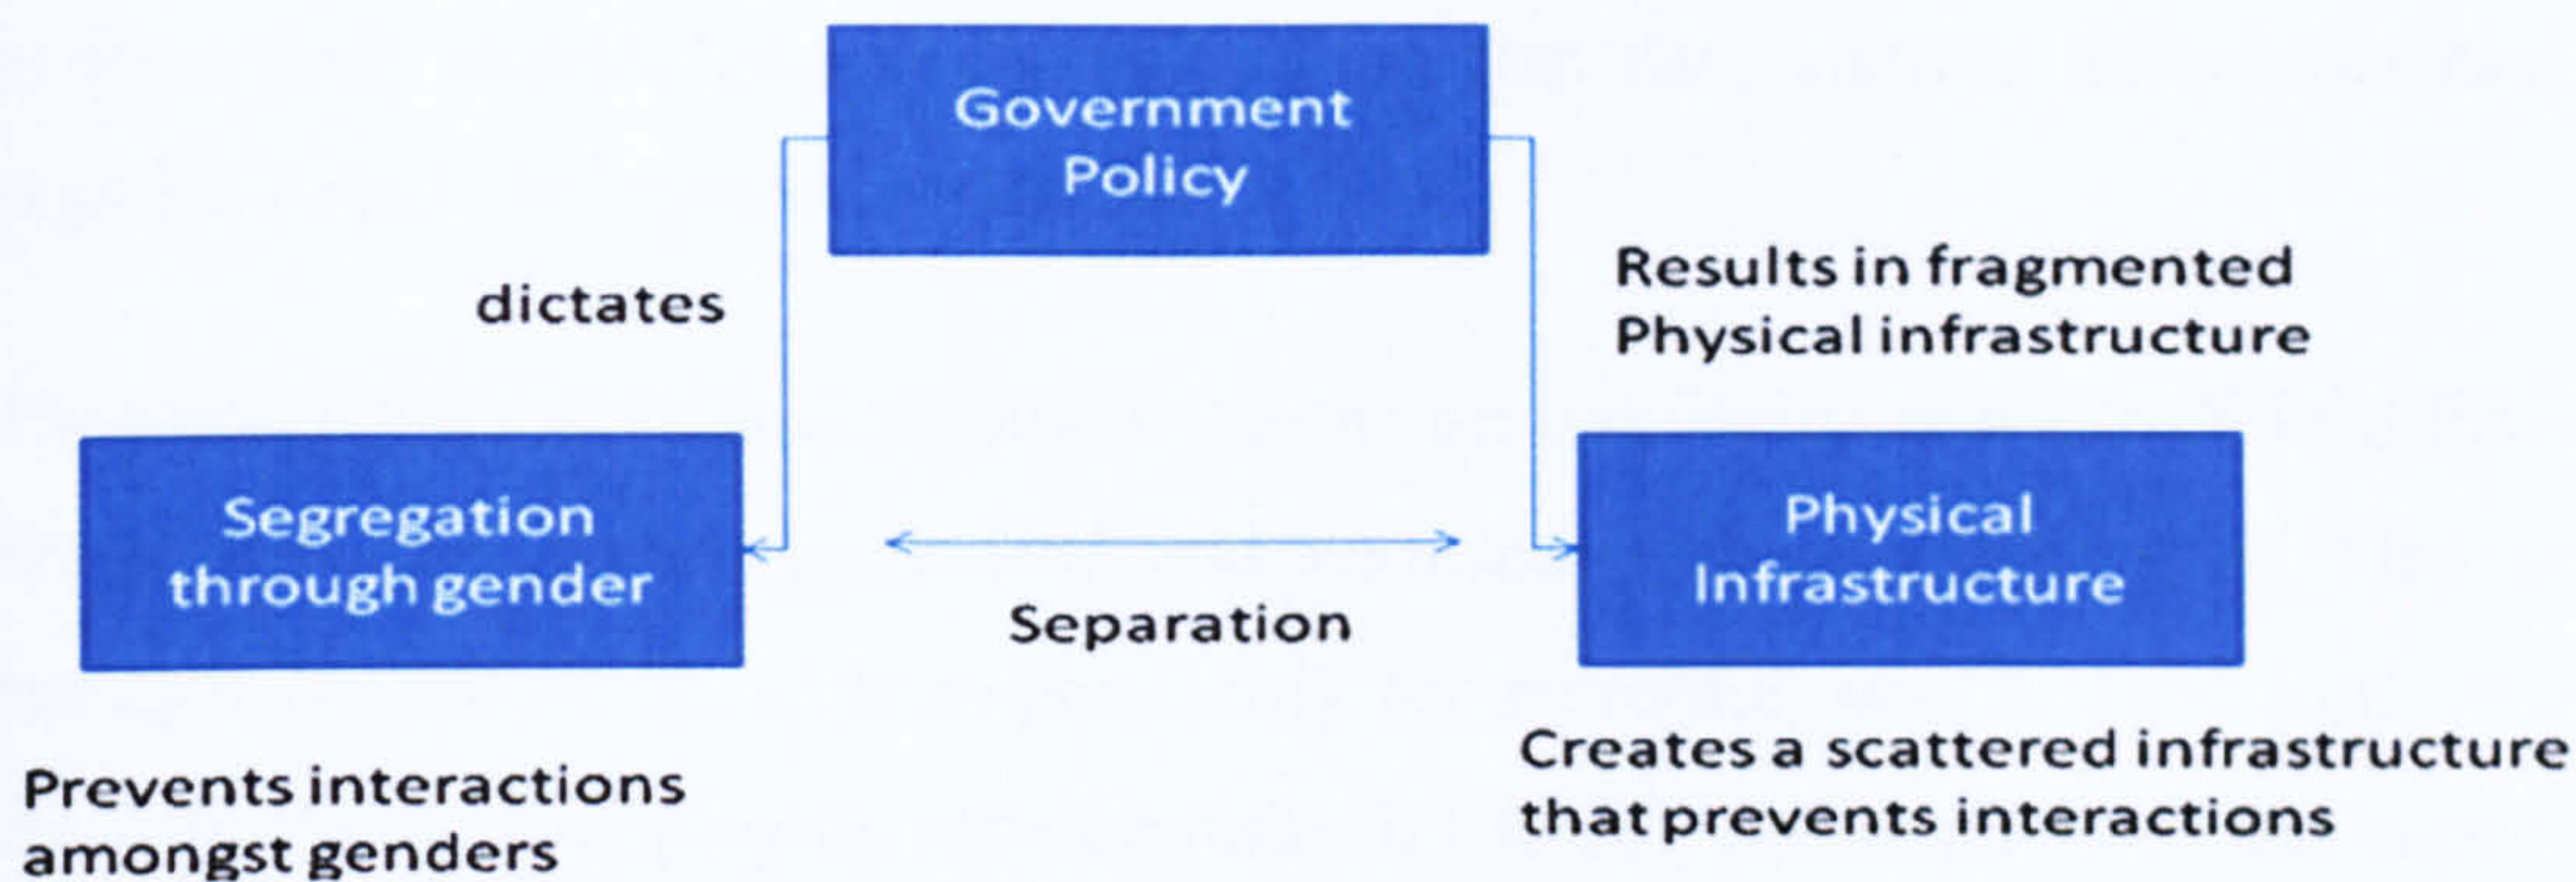 Government
Policy
dictates
Results in fragmented
Physical infrastructure
Segregation
through gender
Separation
Physical
Infrastructure
Prevents interactions
amongst genders
Creates a scattered infrastructure
that prevents interactions